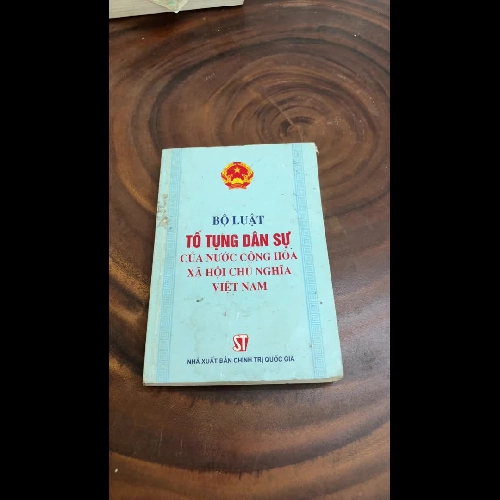 BỘ LUẬT
TỐ TỤNG DÂN SỰ
CỦA NƯỚC CỘNG HÒA
XÃ HỘI CHỦ NGHĨA
VIỆT NAM
ST
NHÀ XUẤT BẢN CHÍNH TRỊ QUỐC GIA